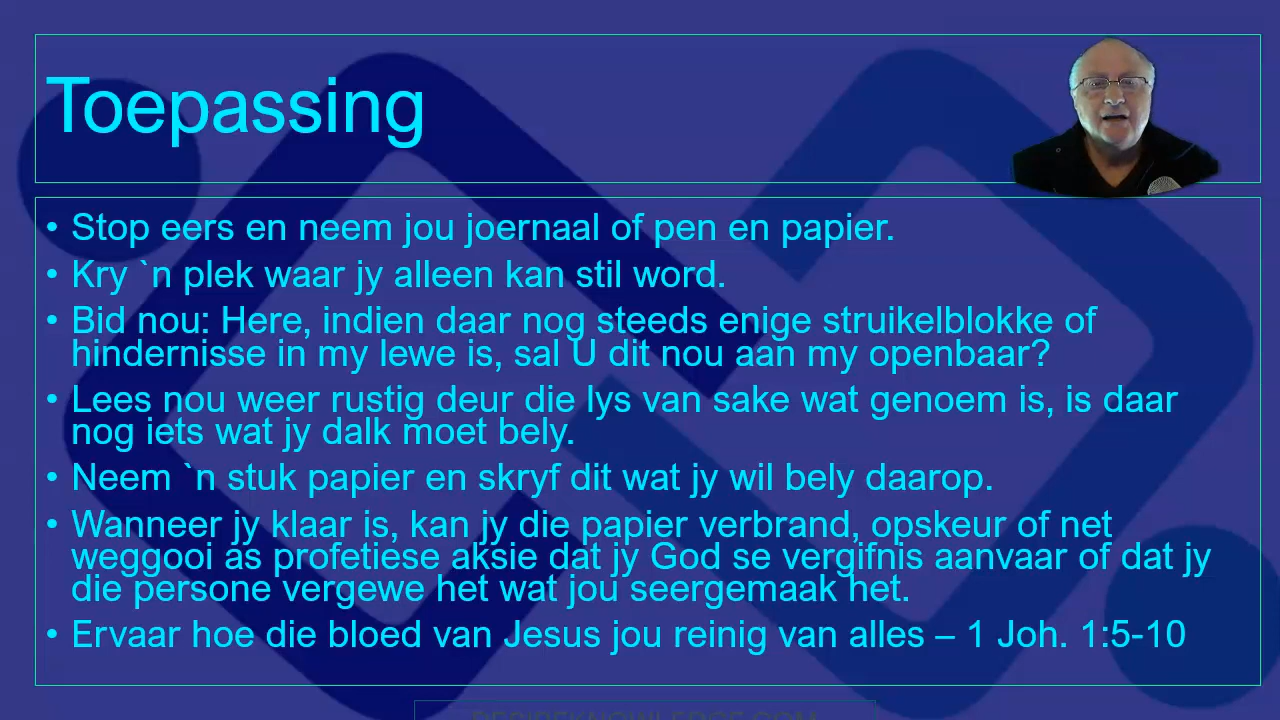 Toepassing
• Stop eers en neem jou joernaal of pen en papier.
• Kry `n plek waar jy alleen kan stil word.
• Bid nou: Here, indien daar nog steeds enige struikelblokke of
hindernisse in my lewe is, sal U dit nou aan my openbaar?
• Lees nou weer rustig deur die lys van sake wat genoem is, is daar
nog iets wat jy dalk moet bely.
• Neem `n stuk papier en skryf dit wat jy wil bely daarop.
• Wanneer jy klaar is, kan jy die papier verbrand, opskeur of net
weggooi as profetiese aksie dat jy God se vergifnis aanvaar of dat jy
die persone vergewe het wat jou seergemaak het.
• Ervaar hoe die bloed van Jesus jou reinig van alles – 1 Joh. 1:5-10